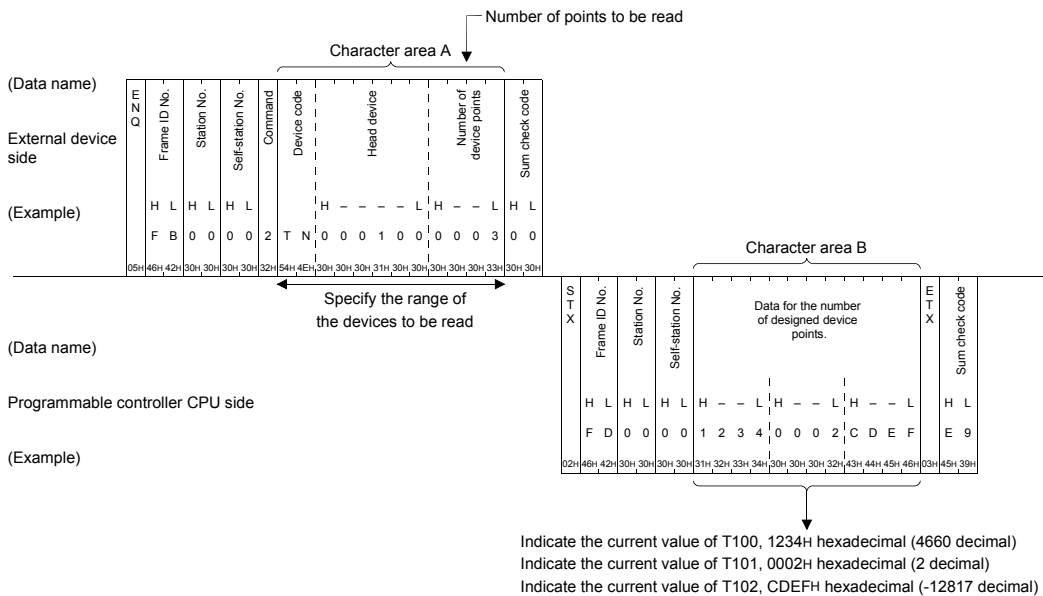 Number of points to be read
Character area A
(Data name)
E N Q
Frame ID No.
Station No.
Self-station No.
Command
Device code
Head device
Number of device points
Sum check code
External device side
(Example)
H L H L H L H – – – – L H – – L H L
F B 0 0 0 0 2 T N 0 0 0 1 0 0 0 0 0 3 0 0
05H 46H 42H 30H 30H 30H 30H 32H 54H 4EH 30H 30H 30H 31H 30H 30H 30H 30H 30H 33H 30H 30H
Specify the range of
the devices to be read
Character area B
(Data name)
S T X
Frame ID No.
Station No.
Self-station No.
Data for the number
of designed device
points.
E T X
Sum check code
Programmable controller CPU side
H L H L H L H – – L H – – L H – – L H L
(Example)
F D 0 0 0 0 1 2 3 4 0 0 0 2 C D E F E 9
02H 46H 42H 30H 30H 30H 30H 31H 32H 33H 34H 30H 30H 30H 32H 43H 44H 45H 46H 03H 45H 39H
Indicate the current value of T100, 1234H hexadecimal (4660 decimal)
Indicate the current value of T101, 0002H hexadecimal (2 decimal)
Indicate the current value of T102, CDEFH hexadecimal (-12817 decimal)